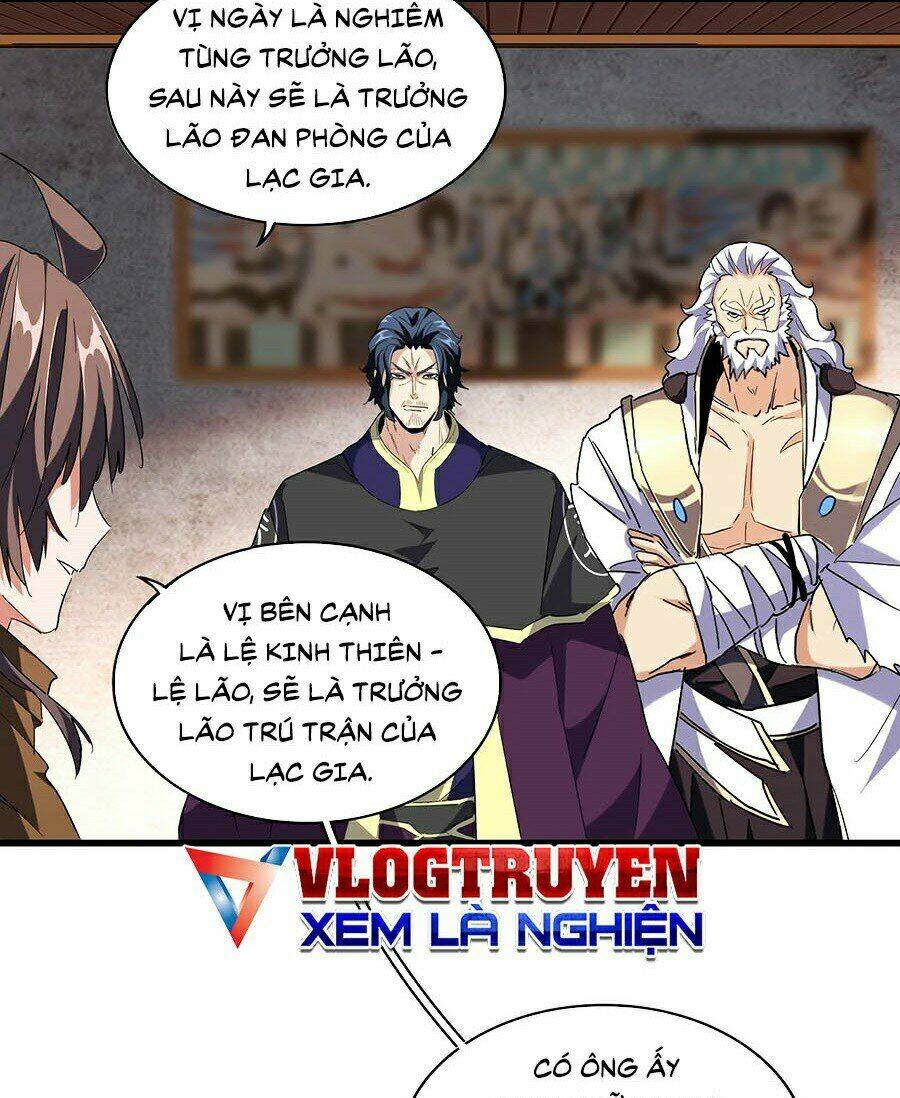 VỊ NGÀY LÀ NGHIÊM
TÙNG TRƯỞNG LÃO,
SAU NÀY SẼ LÀ TRƯỞNG
LÃO ĐAN PHÒNG CỦA
LẠC GIA.
VỊ BÊN CẠNH
LÀ LỆ KINH THIÊN -
LỆ LÃO, SẼ LÀ TRƯỞNG
LÃO TRÚ TRẬN CỦA
LẠC GIA.
VLOGTRUYEN
XEM LÀ NGHIỆN
CÓ ÔNG ẤY